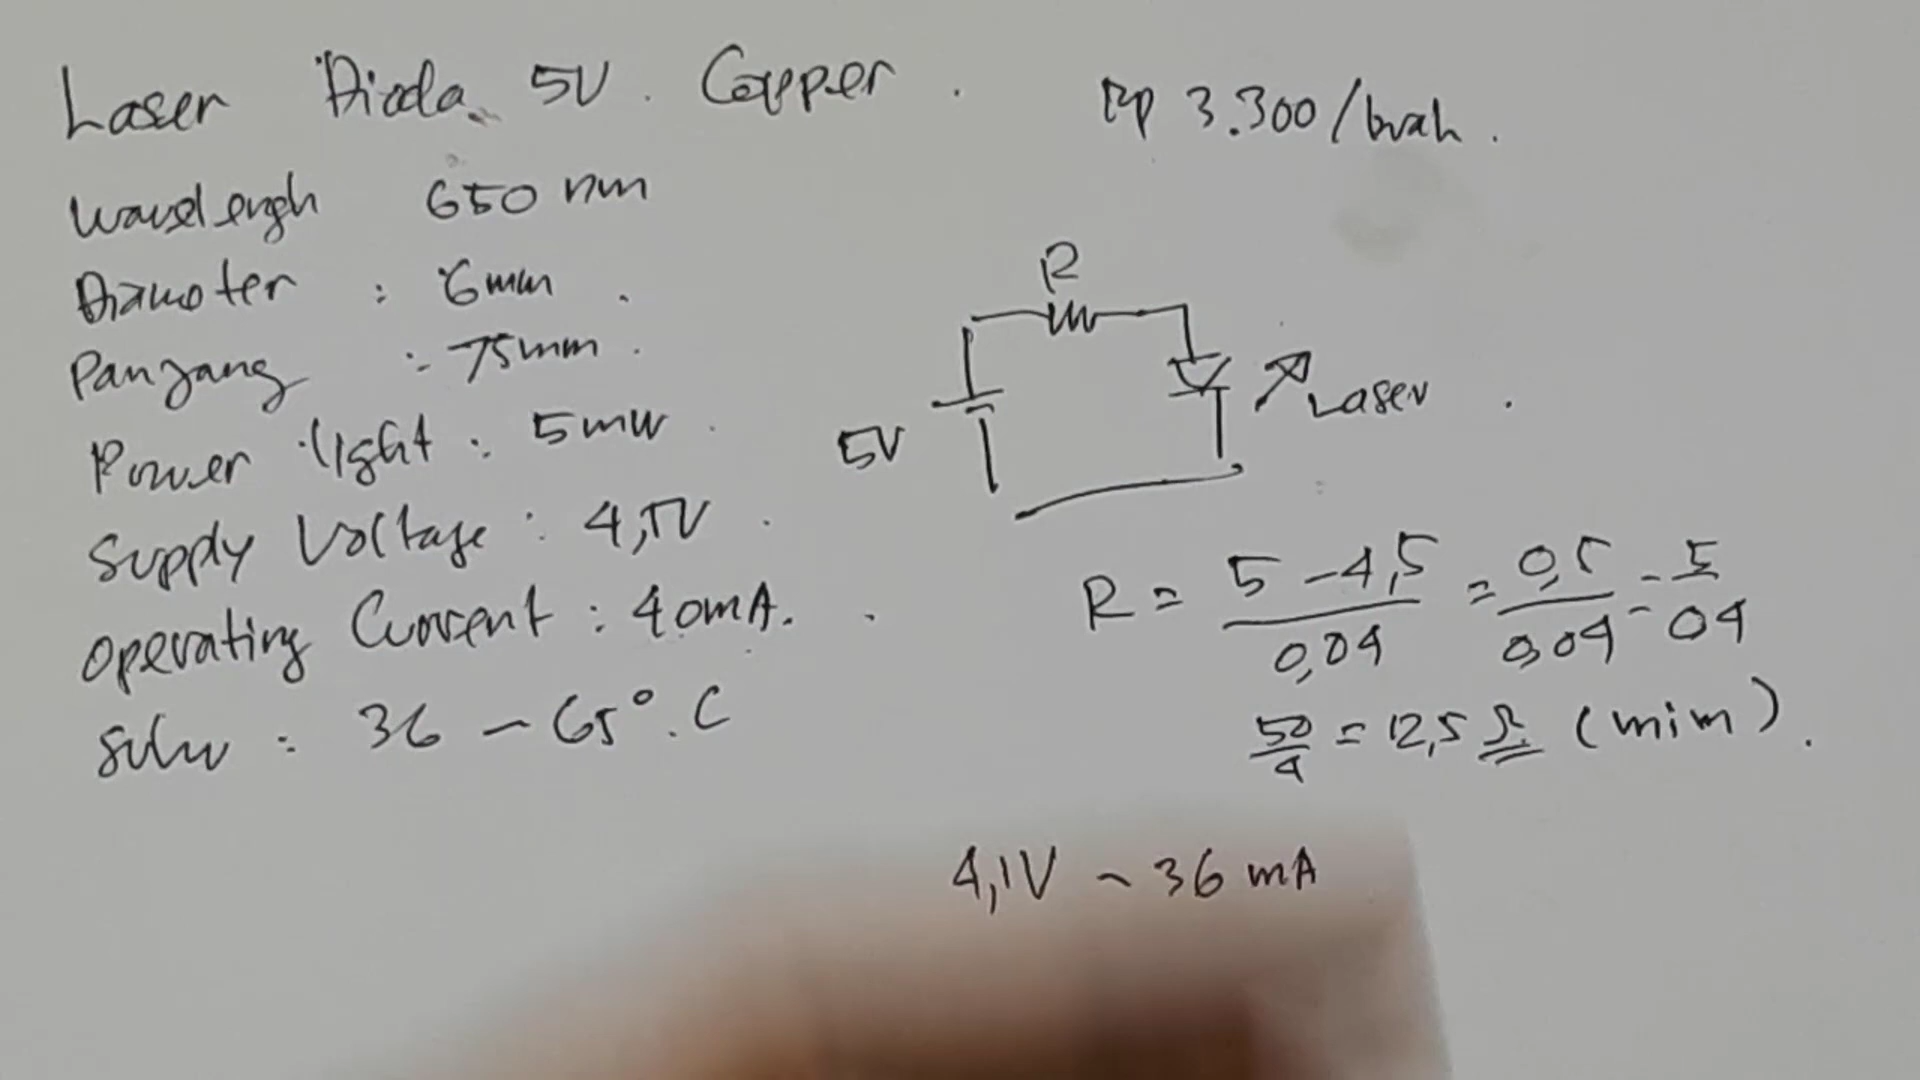 Laser Dioda 5V. Copper.
Rp 3.300/buah.
Wavelengh 650 nm
Diameter : 6mm.
Panjang : 75mm.
Power light : 5mW.
Supply Voltage : 4,5V.
Operating Current : 40mA.
Suhu : 36 - 65°.C
R
5V
Laser.
R = 5 - 4,5 / 0,04 = 0,5 / 0,04 = 5 / 04
50/4 = 12,5 Ω (mim).
4,1V ~ 36 mA